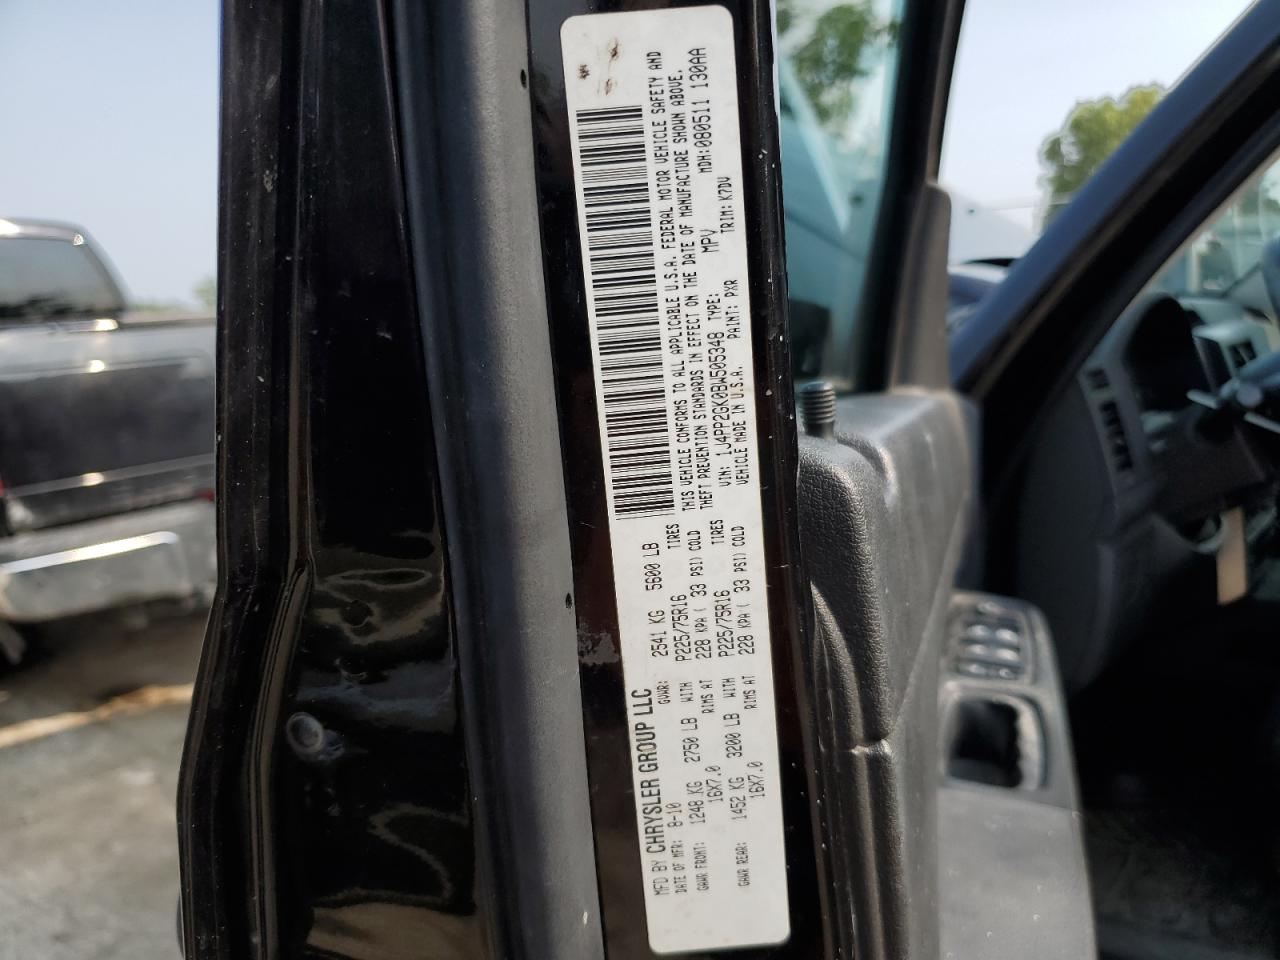 MFD BY CHRYSLER GROUP LLC
DATE OF MFR: 8-10 GVWR: 2541 KG 5600 LB
GAWR FRONT: 1248 KG 2750 LB WITH P225/75R16 TIRES
16X7.0 RIMS AT 228 KPA ( 33 PSI) COLD
GAWR REAR: 1452 KG 3200 LB WITH P225/75R16 TIRES
16X7.0 RIMS AT 228 KPA ( 33 PSI) COLD
THIS VEHICLE CONFORMS TO ALL APPLICABLE U.S.A. FEDERAL MOTOR VEHICLE SAFETY AND
THEFT PREVENTION STANDARDS IN EFFECT ON THE DATE OF MANUFACTURE SHOWN ABOVE.
VIN: 1J4PP2GK0BW505348 TYPE: MPV MDH:080511 130AA
VEHICLE MADE IN U.S.A. PAINT: PXR TRIM: K7DV